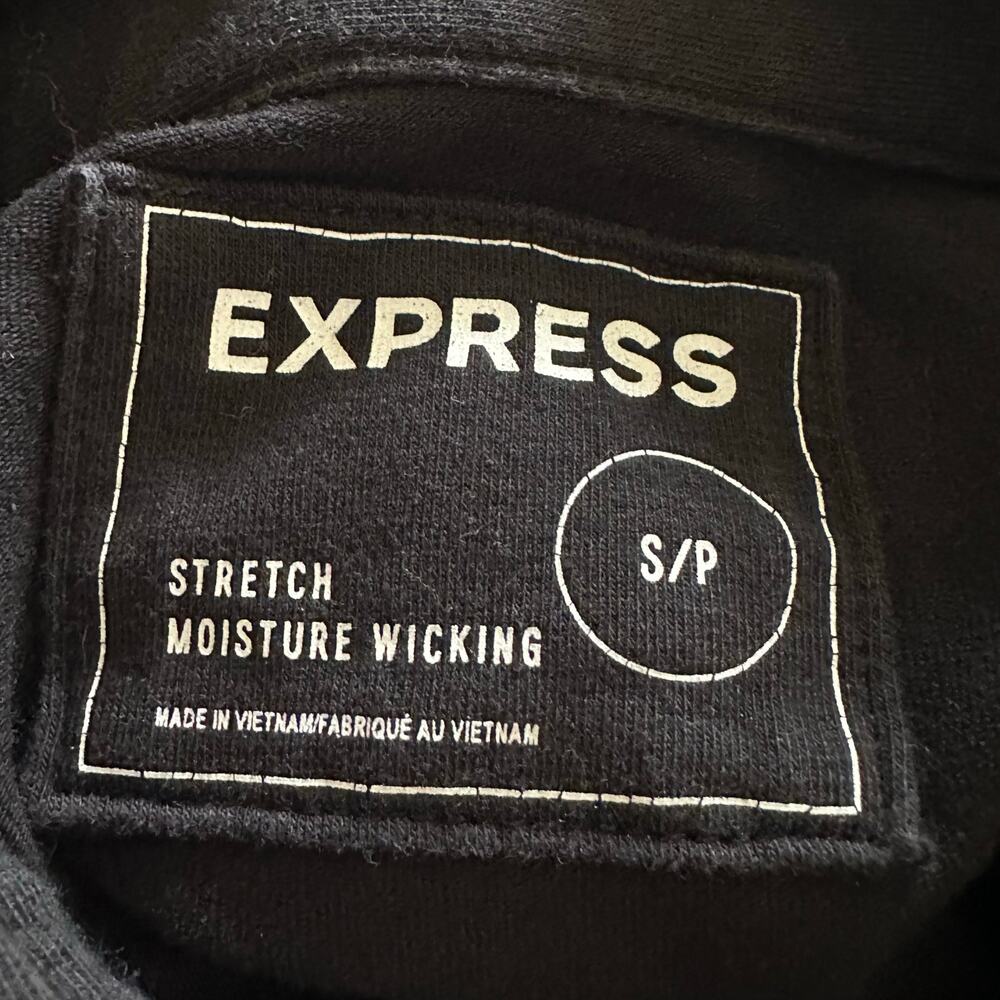 EXPRESS
S/P
STRETCH
MOISTURE WICKING
MADE IN VIETNAM/FABRIQUÉ AU VIETNAM